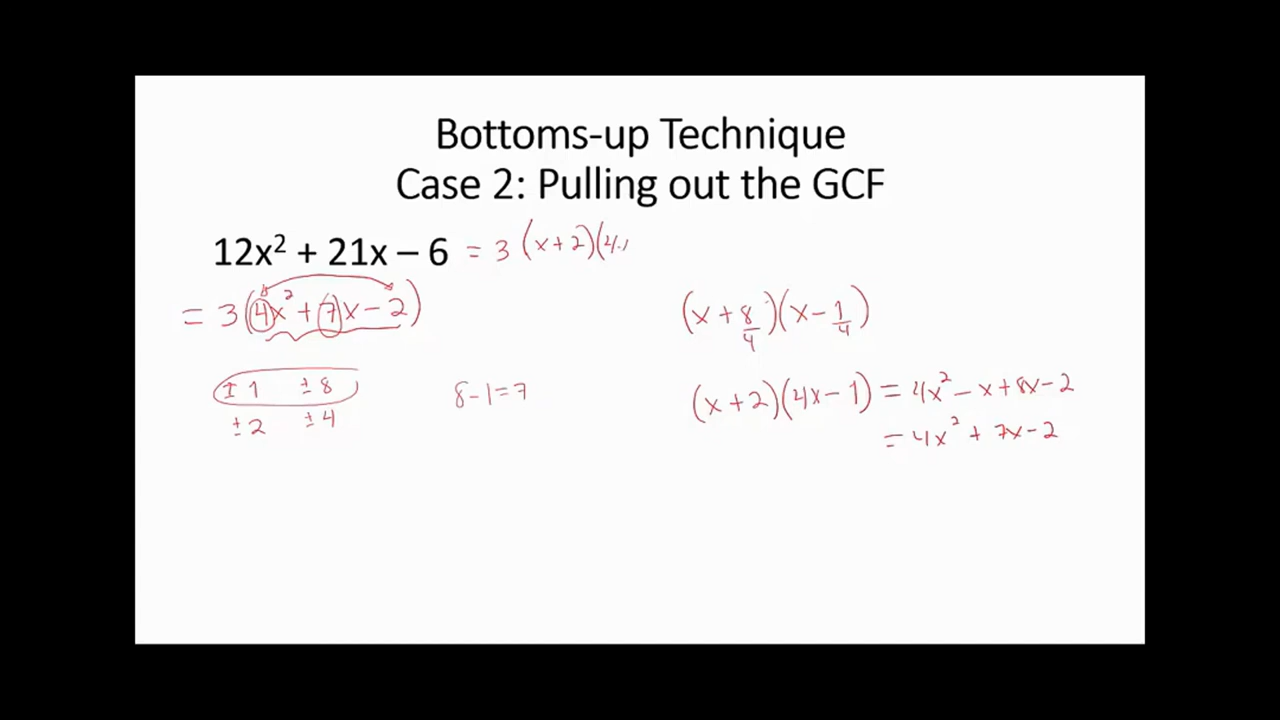 Bottoms-up Technique
Case 2: Pulling out the GCF
12x² + 21x – 6 = 3 (x+2)(4
= 3(4x² + 7x – 2)
(x + 8/4)(x – 1/4)
± 1 ± 8
± 2 ± 4
8-1=7
(x+2)(4x – 1) = 4x² – x + 8x – 2
= 4x² + 7x – 2